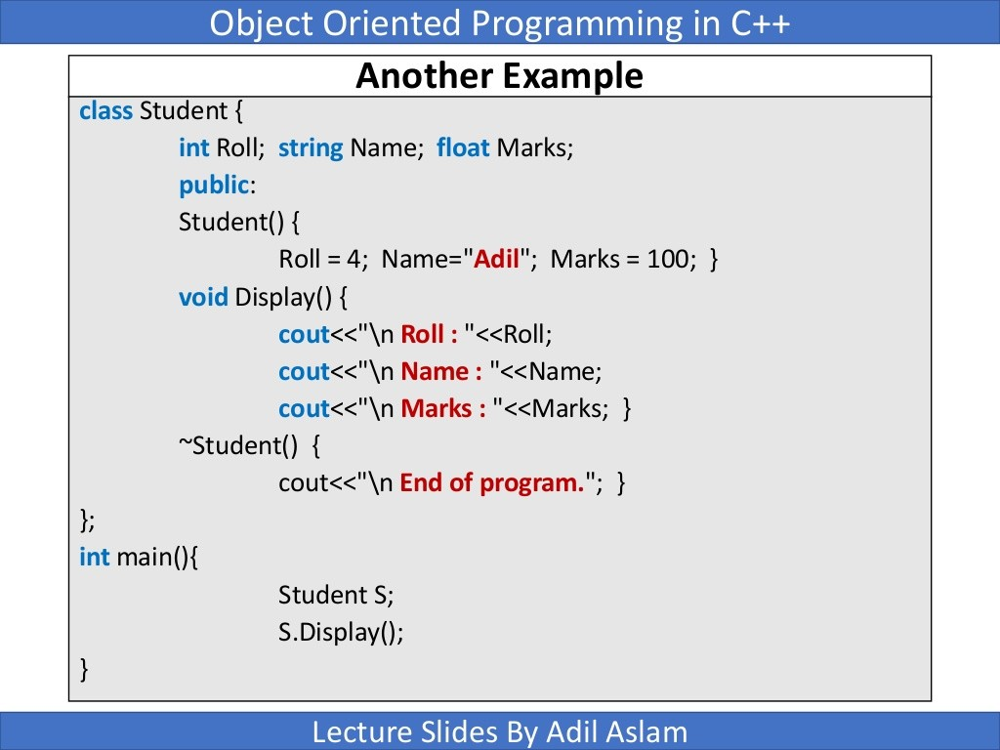 Object Oriented Programming in C++
Another Example
class Student {
int Roll;  string Name;  float Marks;
public:
Student() {
Roll = 4;  Name="Adil";  Marks = 100;  }
void Display() {
cout<<"\n Roll : "<<Roll;
cout<<"\n Name : "<<Name;
cout<<"\n Marks : "<<Marks;  }
~Student()  {
cout<<"\n End of program.";  }
};
int main(){
Student S;
S.Display();
}
Lecture Slides By Adil Aslam